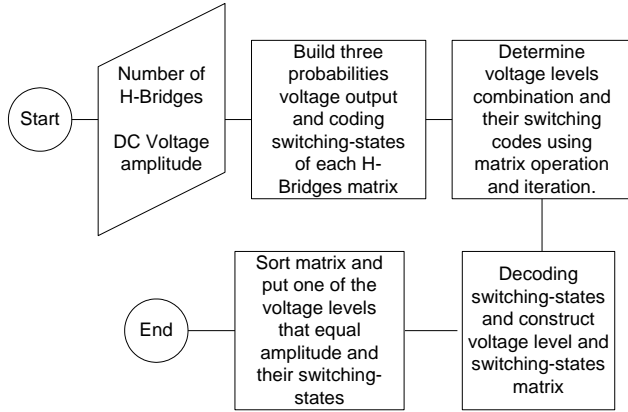 Start
Number of
H-Bridges
DC Voltage
amplitude
Build three
probabilities
voltage output
and coding
switching-states
of each H-
Bridges matrix
Determine
voltage levels
combination and
their switching
codes using
matrix operation
and iteration.
Decoding
switching-states
and construct
voltage level and
switching-states
matrix
Sort matrix and
put one of the
voltage levels
that equal
amplitude and
their switching-
states
End